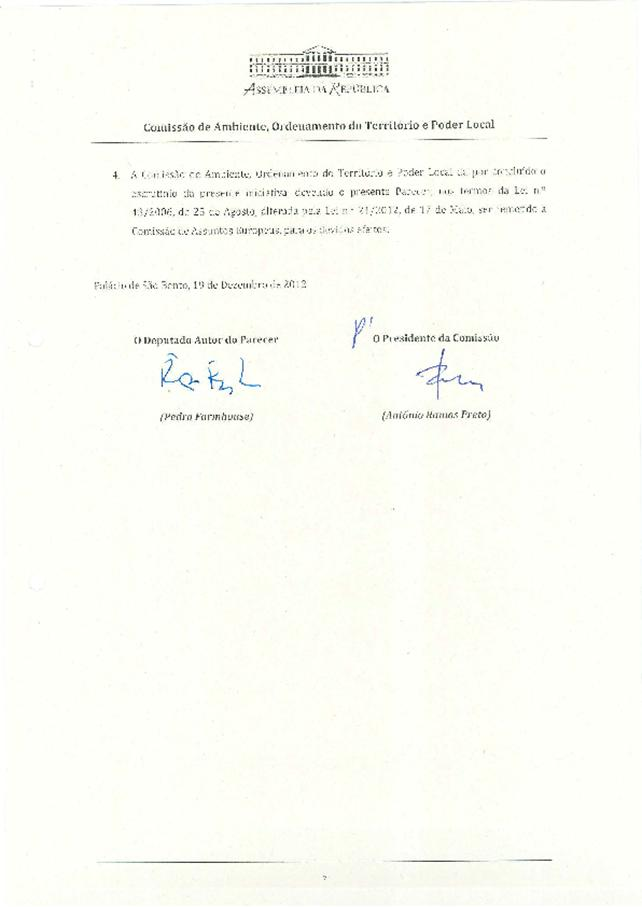 ASSEMBLEIA DA REPÚBLICA
Comissão de Ambiente, Ordenamento do Território e Poder Local
4. A Comissão de Ambiente, Ordenamento do Território e Poder Local dá por concluído o
escrutínio da presente iniciativa, devendo o presente Parecer, nos termos da Lei n.º
43/2006, de 25 de Agosto, alterada pela Lei n.º 21/2012, de 17 de Maio, ser remetido à
Comissão de Assuntos Europeus, para os devidos efeitos.
Palácio de São Bento, 19 de Dezembro de 2012
O Deputado Autor do Parecer
O Presidente da Comissão
(Pedro Farmhouse)
(António Ramos Preto)